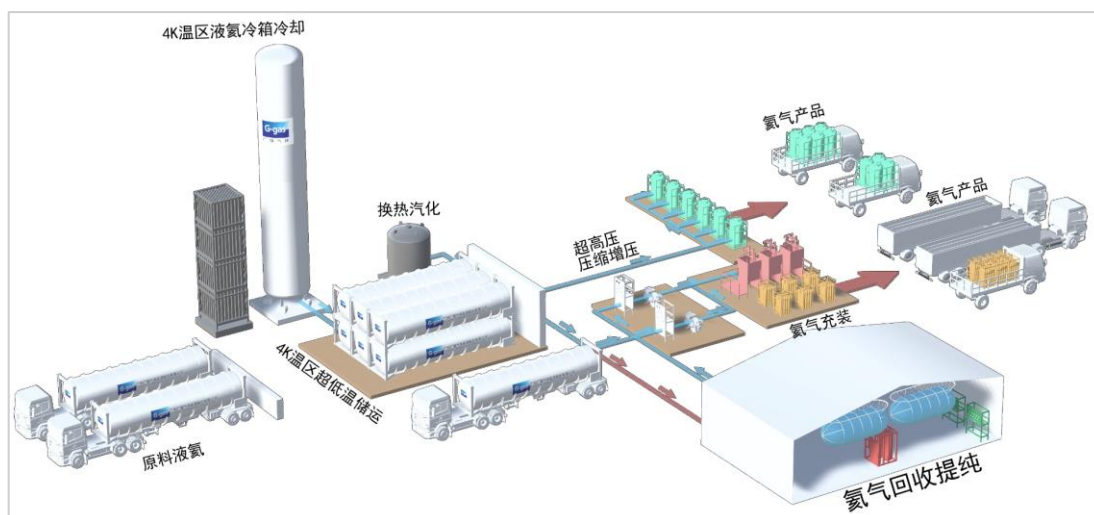 4K温区液氦冷箱冷却
G-gas
换热汽化
超高压
压缩增压
氦气产品
氦气产品
氦气充装
4K温区超低温储运
原料液氦
氦气回收提纯